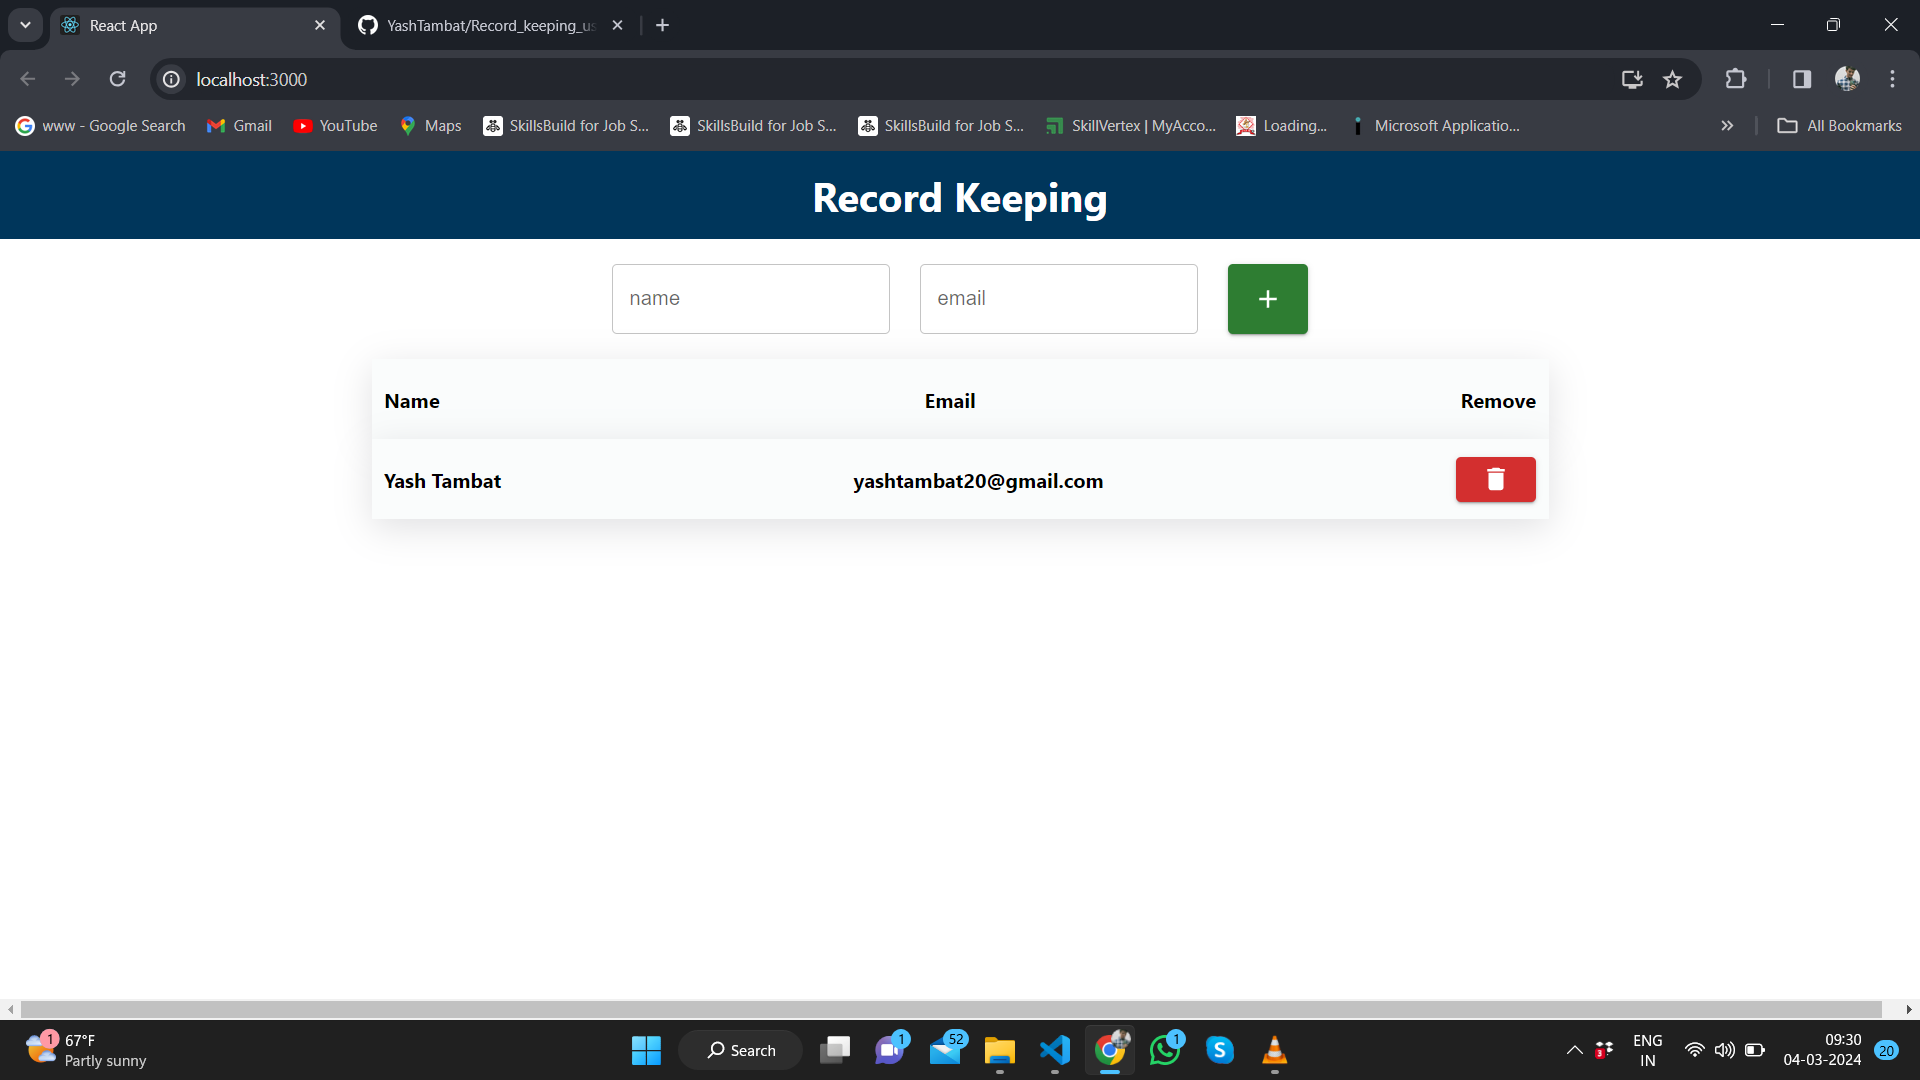 React App
YashTambat/Record_keeping_us
localhost:3000
www - Google Search
Gmail
YouTube
Maps
SkillsBuild for Job S...
SkillsBuild for Job S...
SkillsBuild for Job S...
SkillVertex | MyAcco...
Loading...
Microsoft Applicatio...
All Bookmarks
Record Keeping
name
email
+
Name Email Remove
Yash Tambat yashtambat20@gmail.com
1
67°F
Partly sunny
Search
1
52
1
S
3
ENG
IN
09:30
04-03-2024
20